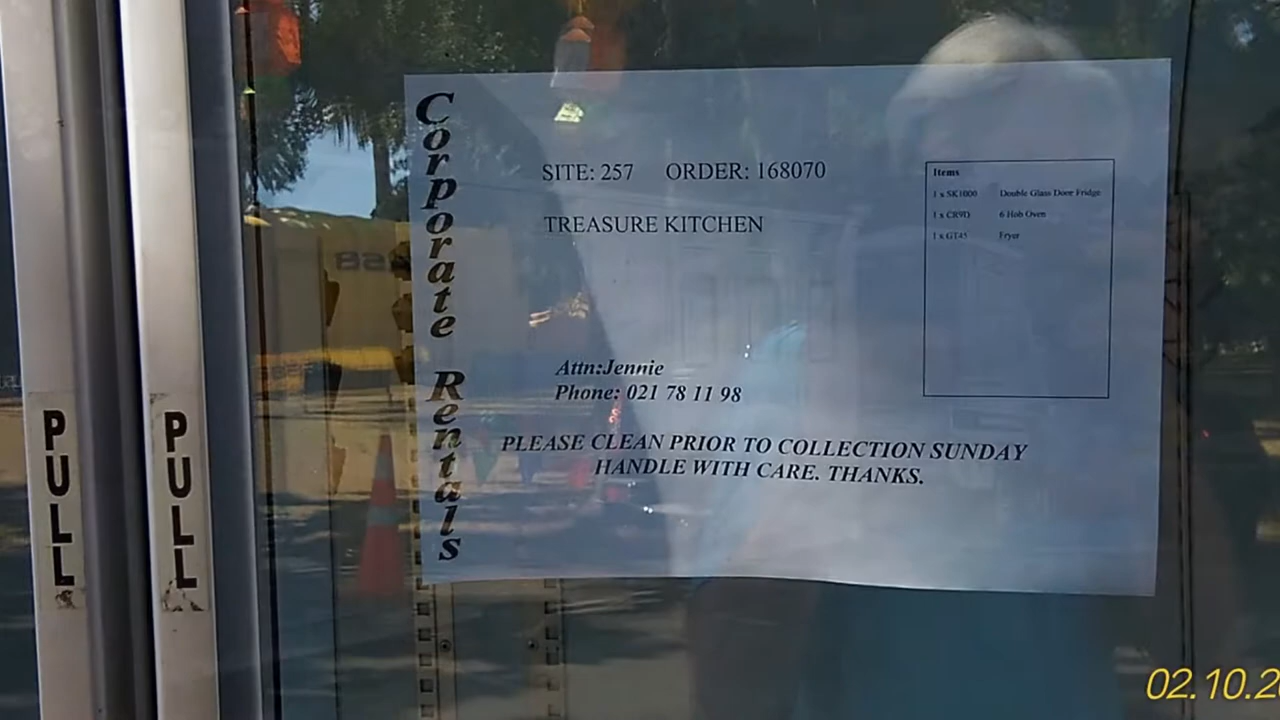 Corporate Rentals
SITE: 257 ORDER: 168070
TREASURE KITCHEN
Items
1 x SK1000 Double Glass Door Fridge
1 x CR9D 6 Hob Oven
1 x GT45 Fryer
Attn:Jennie
Phone: 021 78 11 98
PLEASE CLEAN PRIOR TO COLLECTION SUNDAY
HANDLE WITH CARE. THANKS.
PULL
PULL
02.10.2